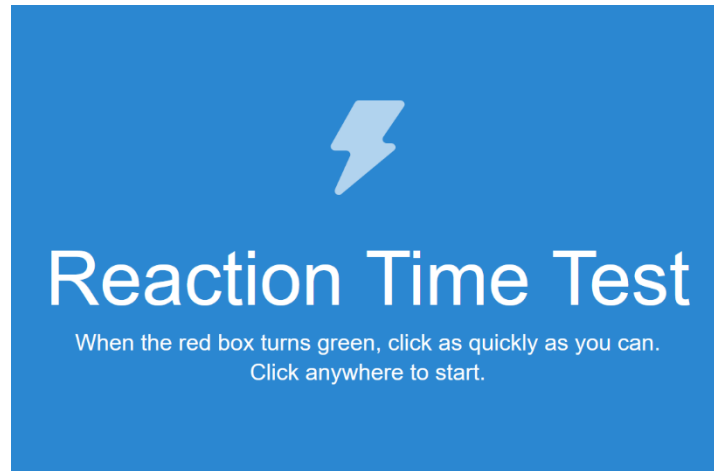 Reaction Time Test
When the red box turns green, click as quickly as you can.
Click anywhere to start.